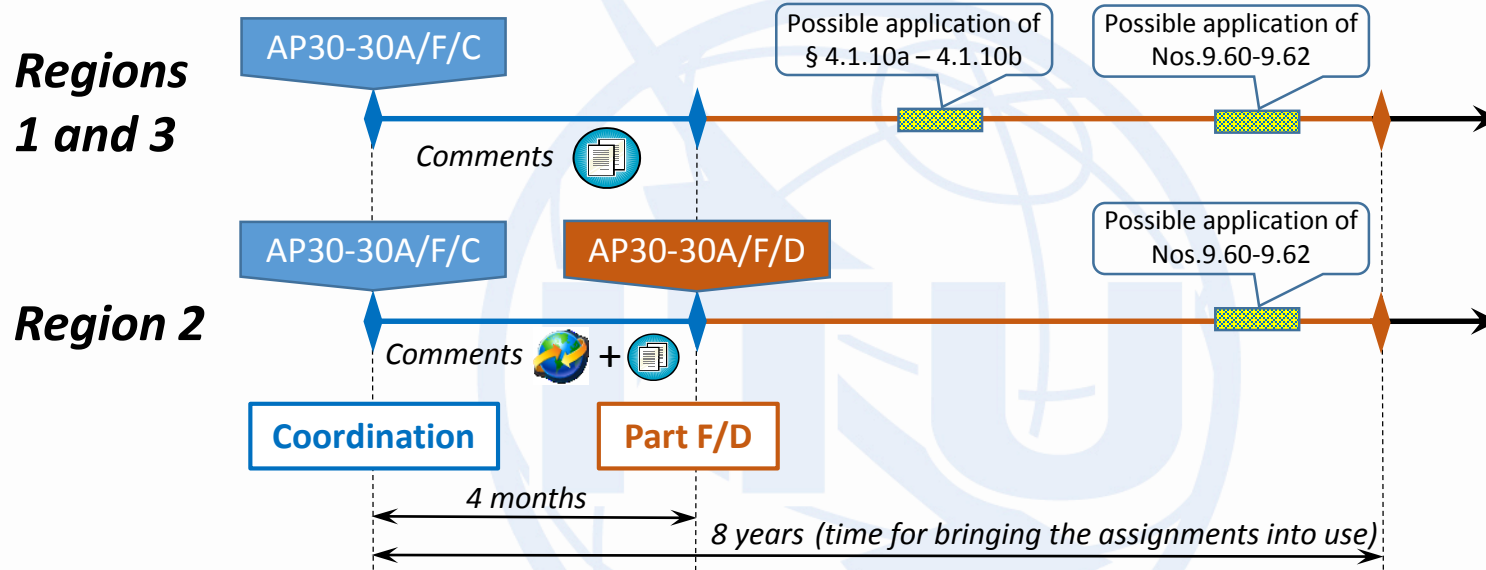 AP30-30A/F/C
Possible application of
§ 4.1.10a – 4.1.10b
Possible application of
Nos.9.60-9.62
Regions
1 and 3
Comments
AP30-30A/F/C
AP30-30A/F/D
Possible application of
Nos.9.60-9.62
Region 2
Comments
+
Coordination
Part F/D
4 months
8 years (time for bringing the assignments into use)
ITU